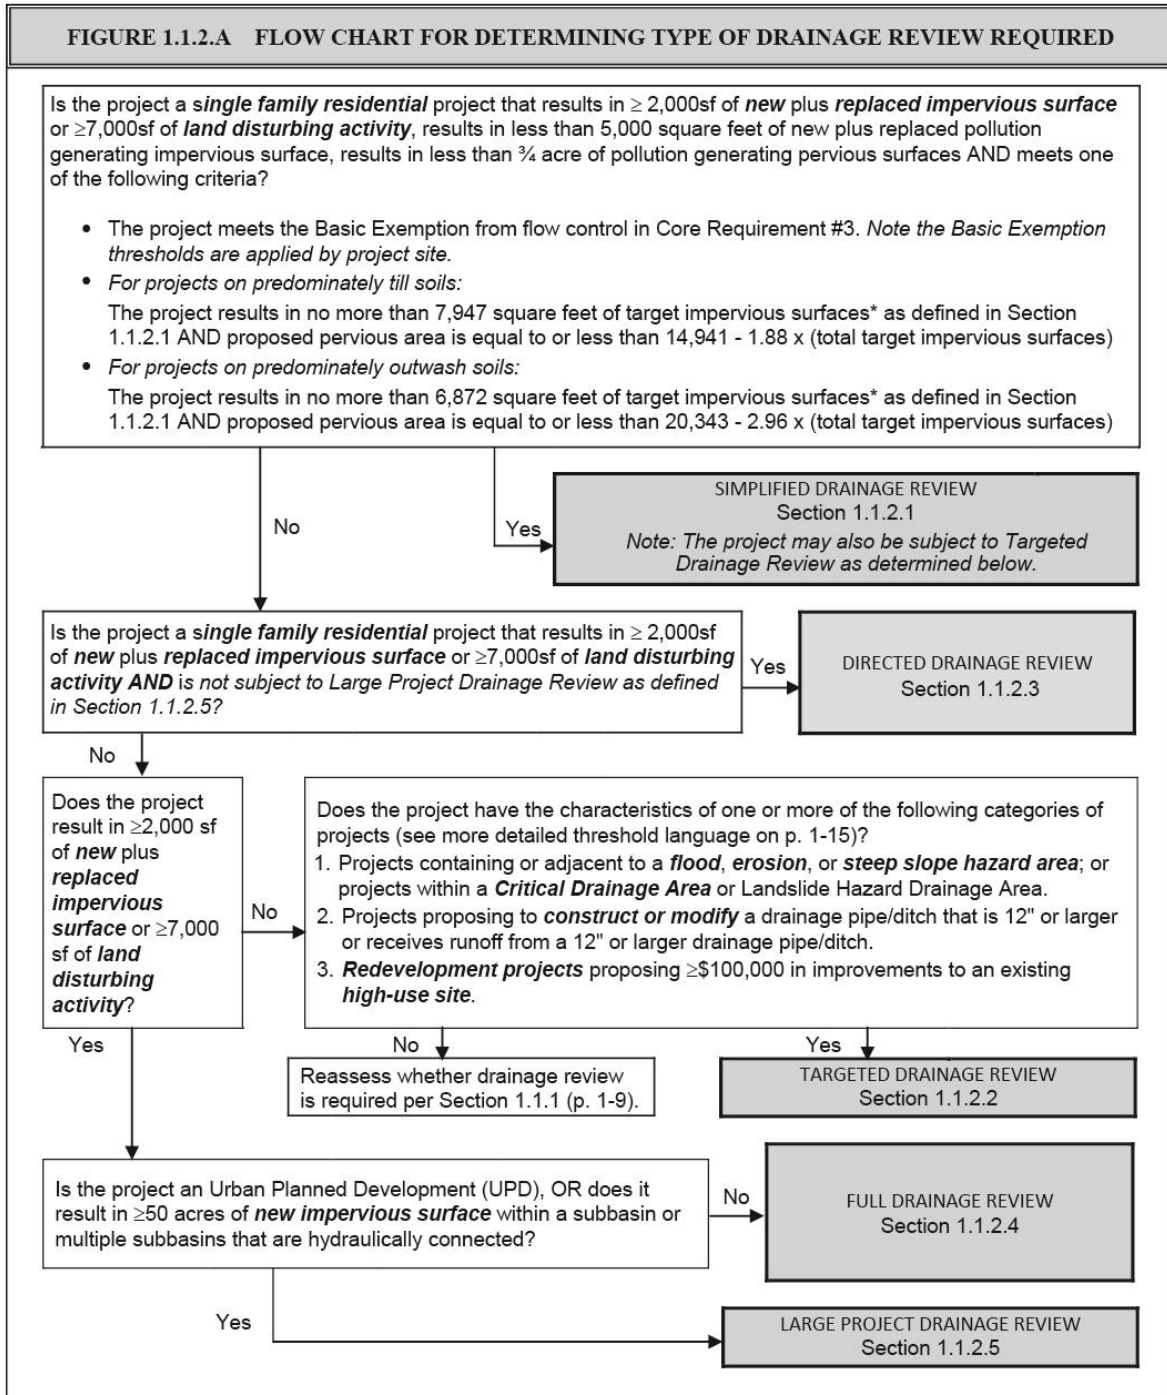 FIGURE 1.1.2.A FLOW CHART FOR DETERMINING TYPE OF DRAINAGE REVIEW REQUIRED
Is the project a single family residential project that results in ≥ 2,000sf of new plus replaced impervious surface
or ≥7,000sf of land disturbing activity, results in less than 5,000 square feet of new plus replaced pollution
generating impervious surface, results in less than ¾ acre of pollution generating pervious surfaces AND meets one
of the following criteria?
• The project meets the Basic Exemption from flow control in Core Requirement #3. Note the Basic Exemption
thresholds are applied by project site.
• For projects on predominately till soils:
The project results in no more than 7,947 square feet of target impervious surfaces* as defined in Section
1.1.2.1 AND proposed pervious area is equal to or less than 14,941 - 1.88 x (total target impervious surfaces)
• For projects on predominately outwash soils:
The project results in no more than 6,872 square feet of target impervious surfaces* as defined in Section
1.1.2.1 AND proposed pervious area is equal to or less than 20,343 - 2.96 x (total target impervious surfaces)
No
Yes
SIMPLIFIED DRAINAGE REVIEW
Section 1.1.2.1
Note: The project may also be subject to Targeted
Drainage Review as determined below.
Is the project a single family residential project that results in ≥ 2,000sf
of new plus replaced impervious surface or ≥7,000sf of land disturbing
activity AND is not subject to Large Project Drainage Review as defined
in Section 1.1.2.5?
Yes
DIRECTED DRAINAGE REVIEW
Section 1.1.2.3
No
Does the project
result in ≥2,000 sf
of new plus
replaced
impervious
surface or ≥7,000
sf of land
disturbing
activity?
No
Does the project have the characteristics of one or more of the following categories of
projects (see more detailed threshold language on p. 1-15)?
1. Projects containing or adjacent to a flood, erosion, or steep slope hazard area; or
projects within a Critical Drainage Area or Landslide Hazard Drainage Area.
2. Projects proposing to construct or modify a drainage pipe/ditch that is 12" or larger
or receives runoff from a 12" or larger drainage pipe/ditch.
3. Redevelopment projects proposing ≥$100,000 in improvements to an existing
high-use site.
Yes
No
Yes
Reassess whether drainage review
is required per Section 1.1.1 (p. 1-9).
TARGETED DRAINAGE REVIEW
Section 1.1.2.2
Is the project an Urban Planned Development (UPD), OR does it
result in ≥50 acres of new impervious surface within a subbasin or
multiple subbasins that are hydraulically connected?
No
FULL DRAINAGE REVIEW
Section 1.1.2.4
Yes
LARGE PROJECT DRAINAGE REVIEW
Section 1.1.2.5